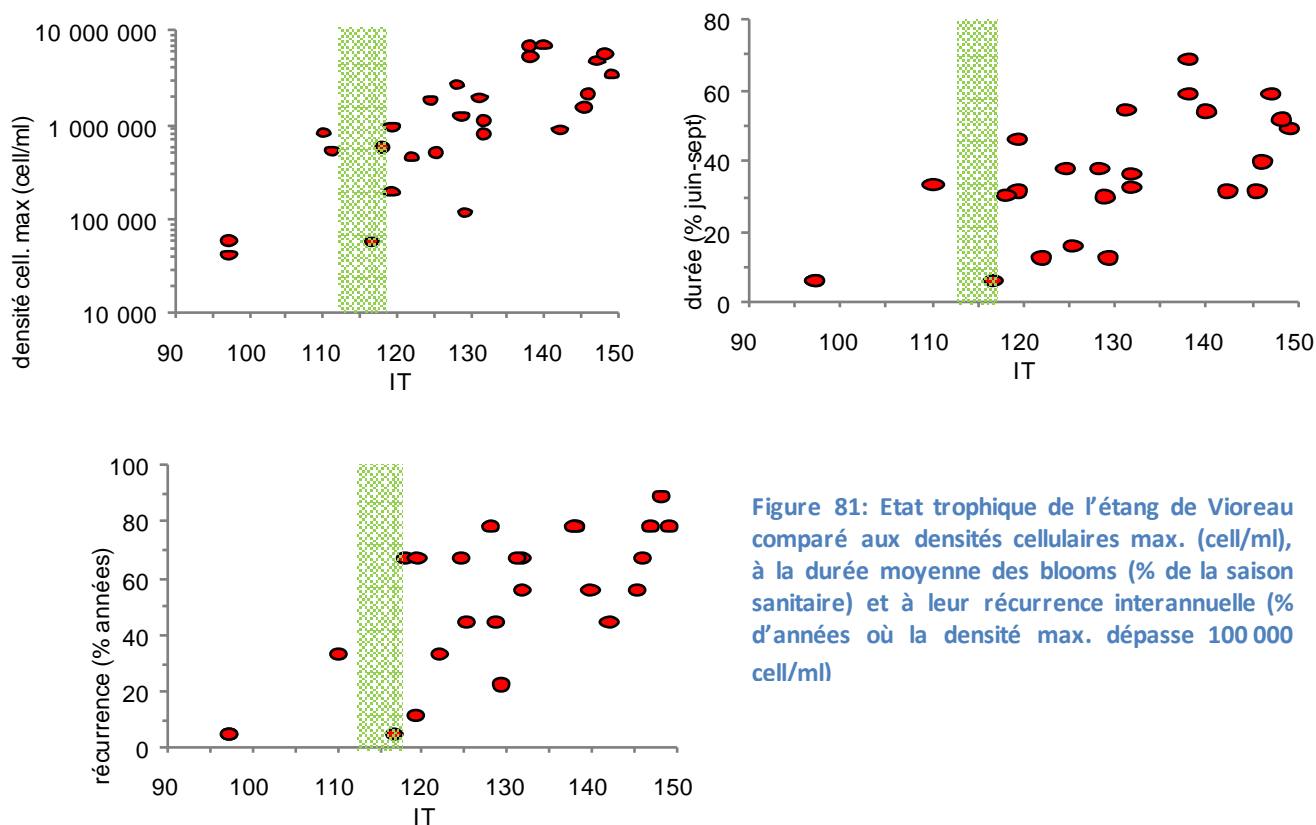 densité cell. max (cell/ml)
10 000 000
1 000 000
100 000
10 000
90 100 110 120 130 140 150
IT
durée (% juin-sept)
80
60
40
20
0
90 100 110 120 130 140 150
IT
récurrence (% années)
100
80
60
40
20
0
90 100 110 120 130 140 150
IT
Figure 81: Etat trophique de l’étang de Vioreau
comparé aux densités cellulaires max. (cell/ml),
à la durée moyenne des blooms (% de la saison
sanitaire) et à leur récurrence interannuelle (%
d’années où la densité max. dépasse 100 000
cell/ml)